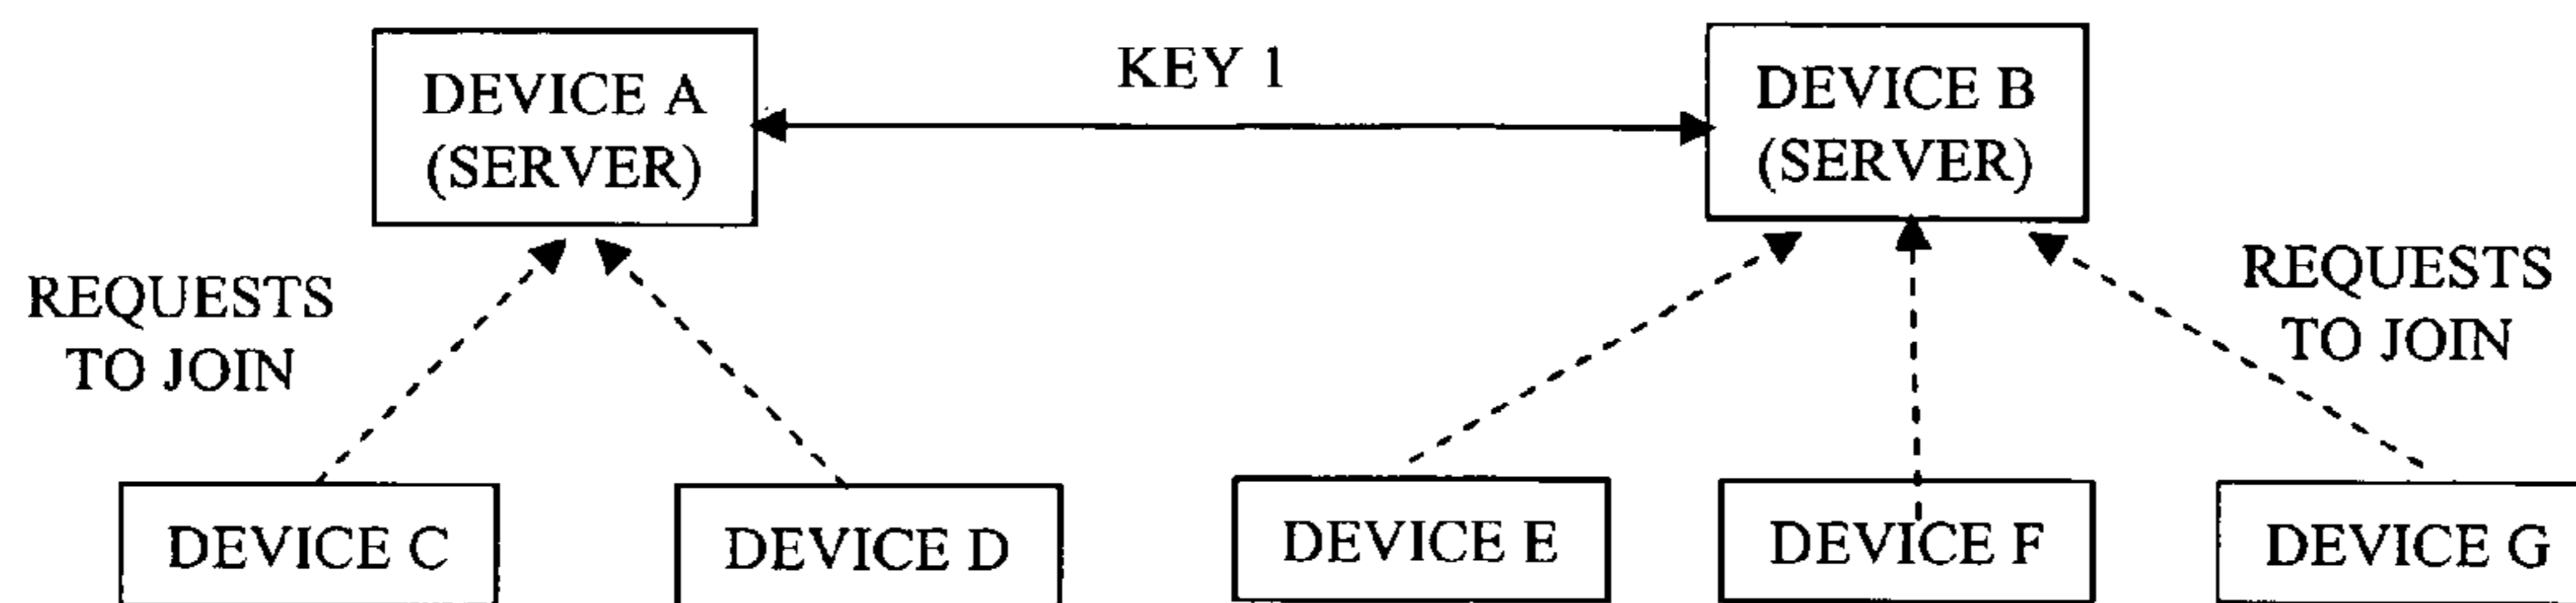 DEVICE A
(SERVER)
KEY 1
DEVICE B
(SERVER)
REQUESTS
TO JOIN
REQUESTS
TO JOIN
DEVICE C
DEVICE D
DEVICE E
DEVICE F
DEVICE G